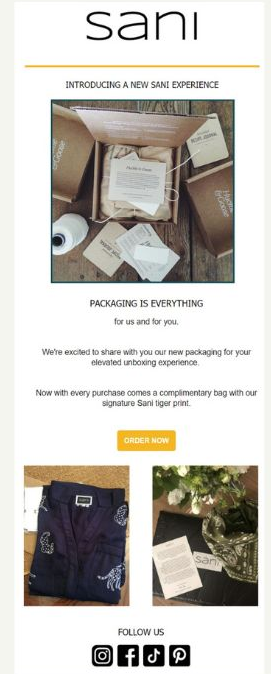 sani
INTRODUCING A NEW SANI EXPERIENCE
PACKAGING IS EVERYTHING
for us and for you.
We're excited to share with you our new packaging for your
elevated unboxing experience.
Now with every purchase comes a complimentary bag with our
signature Sani tiger print.
ORDER NOW
sani
FOLLOW US